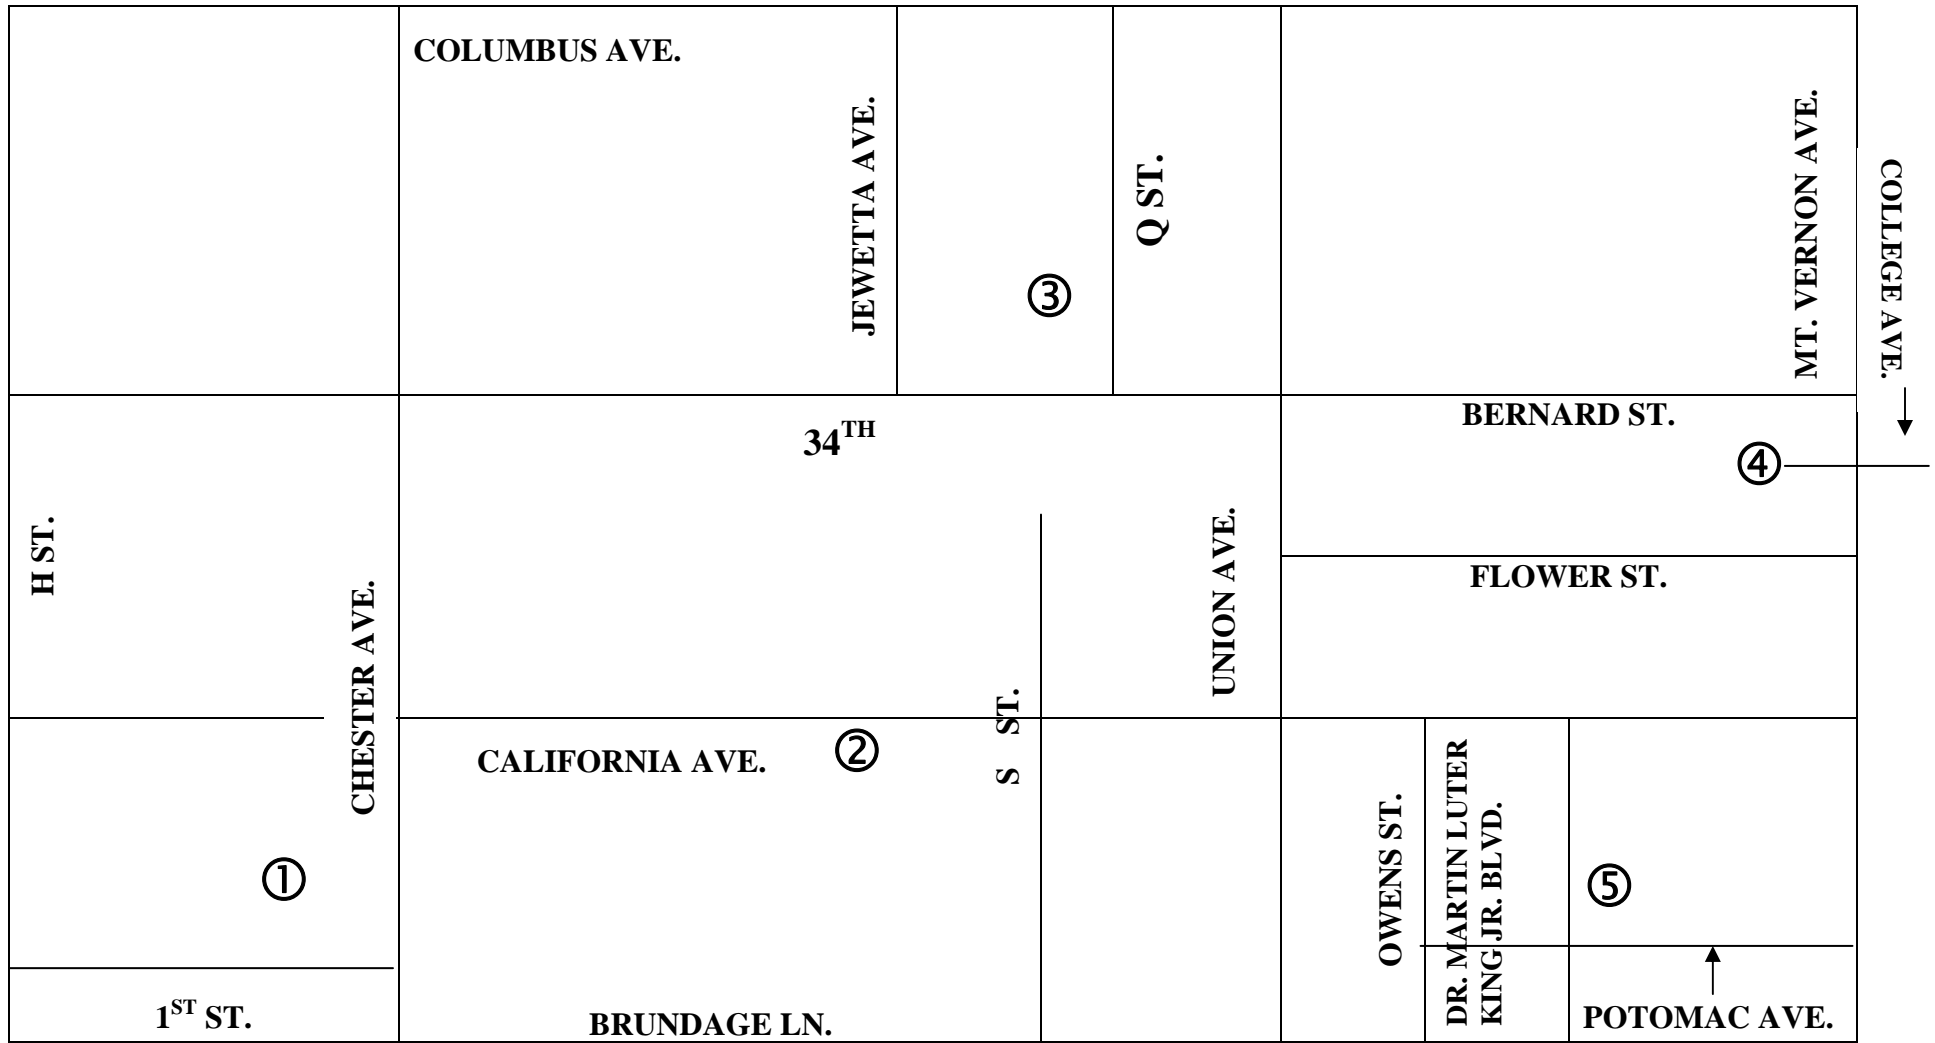 COLUMBUS AVE.
JEWETTA AVE.
Q ST.
MT. VERNON AVE.
COLLEGE AVE.
③
BERNARD ST.
34TH
④
H ST.
UNION AVE.
FLOWER ST.
CHESTER AVE.
S ST.
②
CALIFORNIA AVE.
OWENS ST.
DR. MARTIN LUTER
KING JR. BLVD.
①
⑤
1ST ST.
BRUNDAGE LN.
POTOMAC AVE.